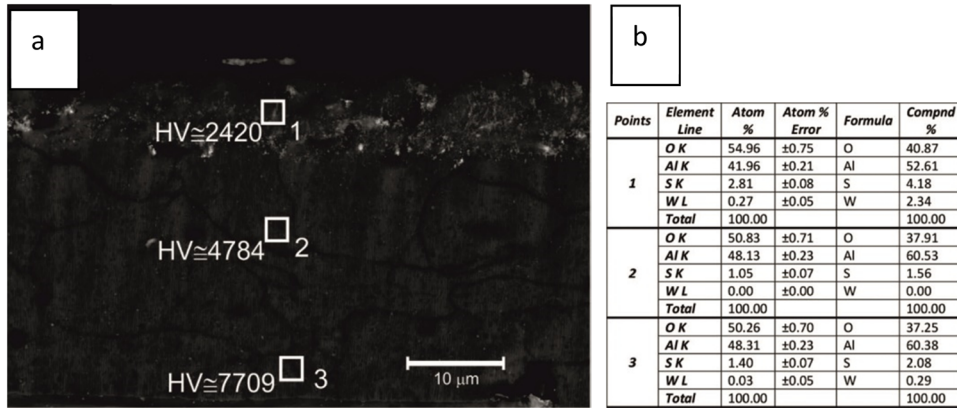 a
HV≅2420 1
HV≅4784 2
HV≅7709 3
10 µm
b
Points Element Line Atom % Atom % Error Formula Compnd %
1
O K 54.96 ±0.75 O 40.87
Al K 41.96 ±0.21 Al 52.61
S K 2.81 ±0.08 S 4.18
W L 0.27 ±0.05 W 2.34
Total 100.00 100.00
2
O K 50.83 ±0.71 O 37.91
Al K 48.13 ±0.23 Al 60.53
S K 1.05 ±0.07 S 1.56
W L 0.00 ±0.00 W 0.00
Total 100.00 100.00
3
O K 50.26 ±0.70 O 37.25
Al K 48.31 ±0.23 Al 60.38
S K 1.40 ±0.07 S 2.08
W L 0.03 ±0.05 W 0.29
Total 100.00 100.00